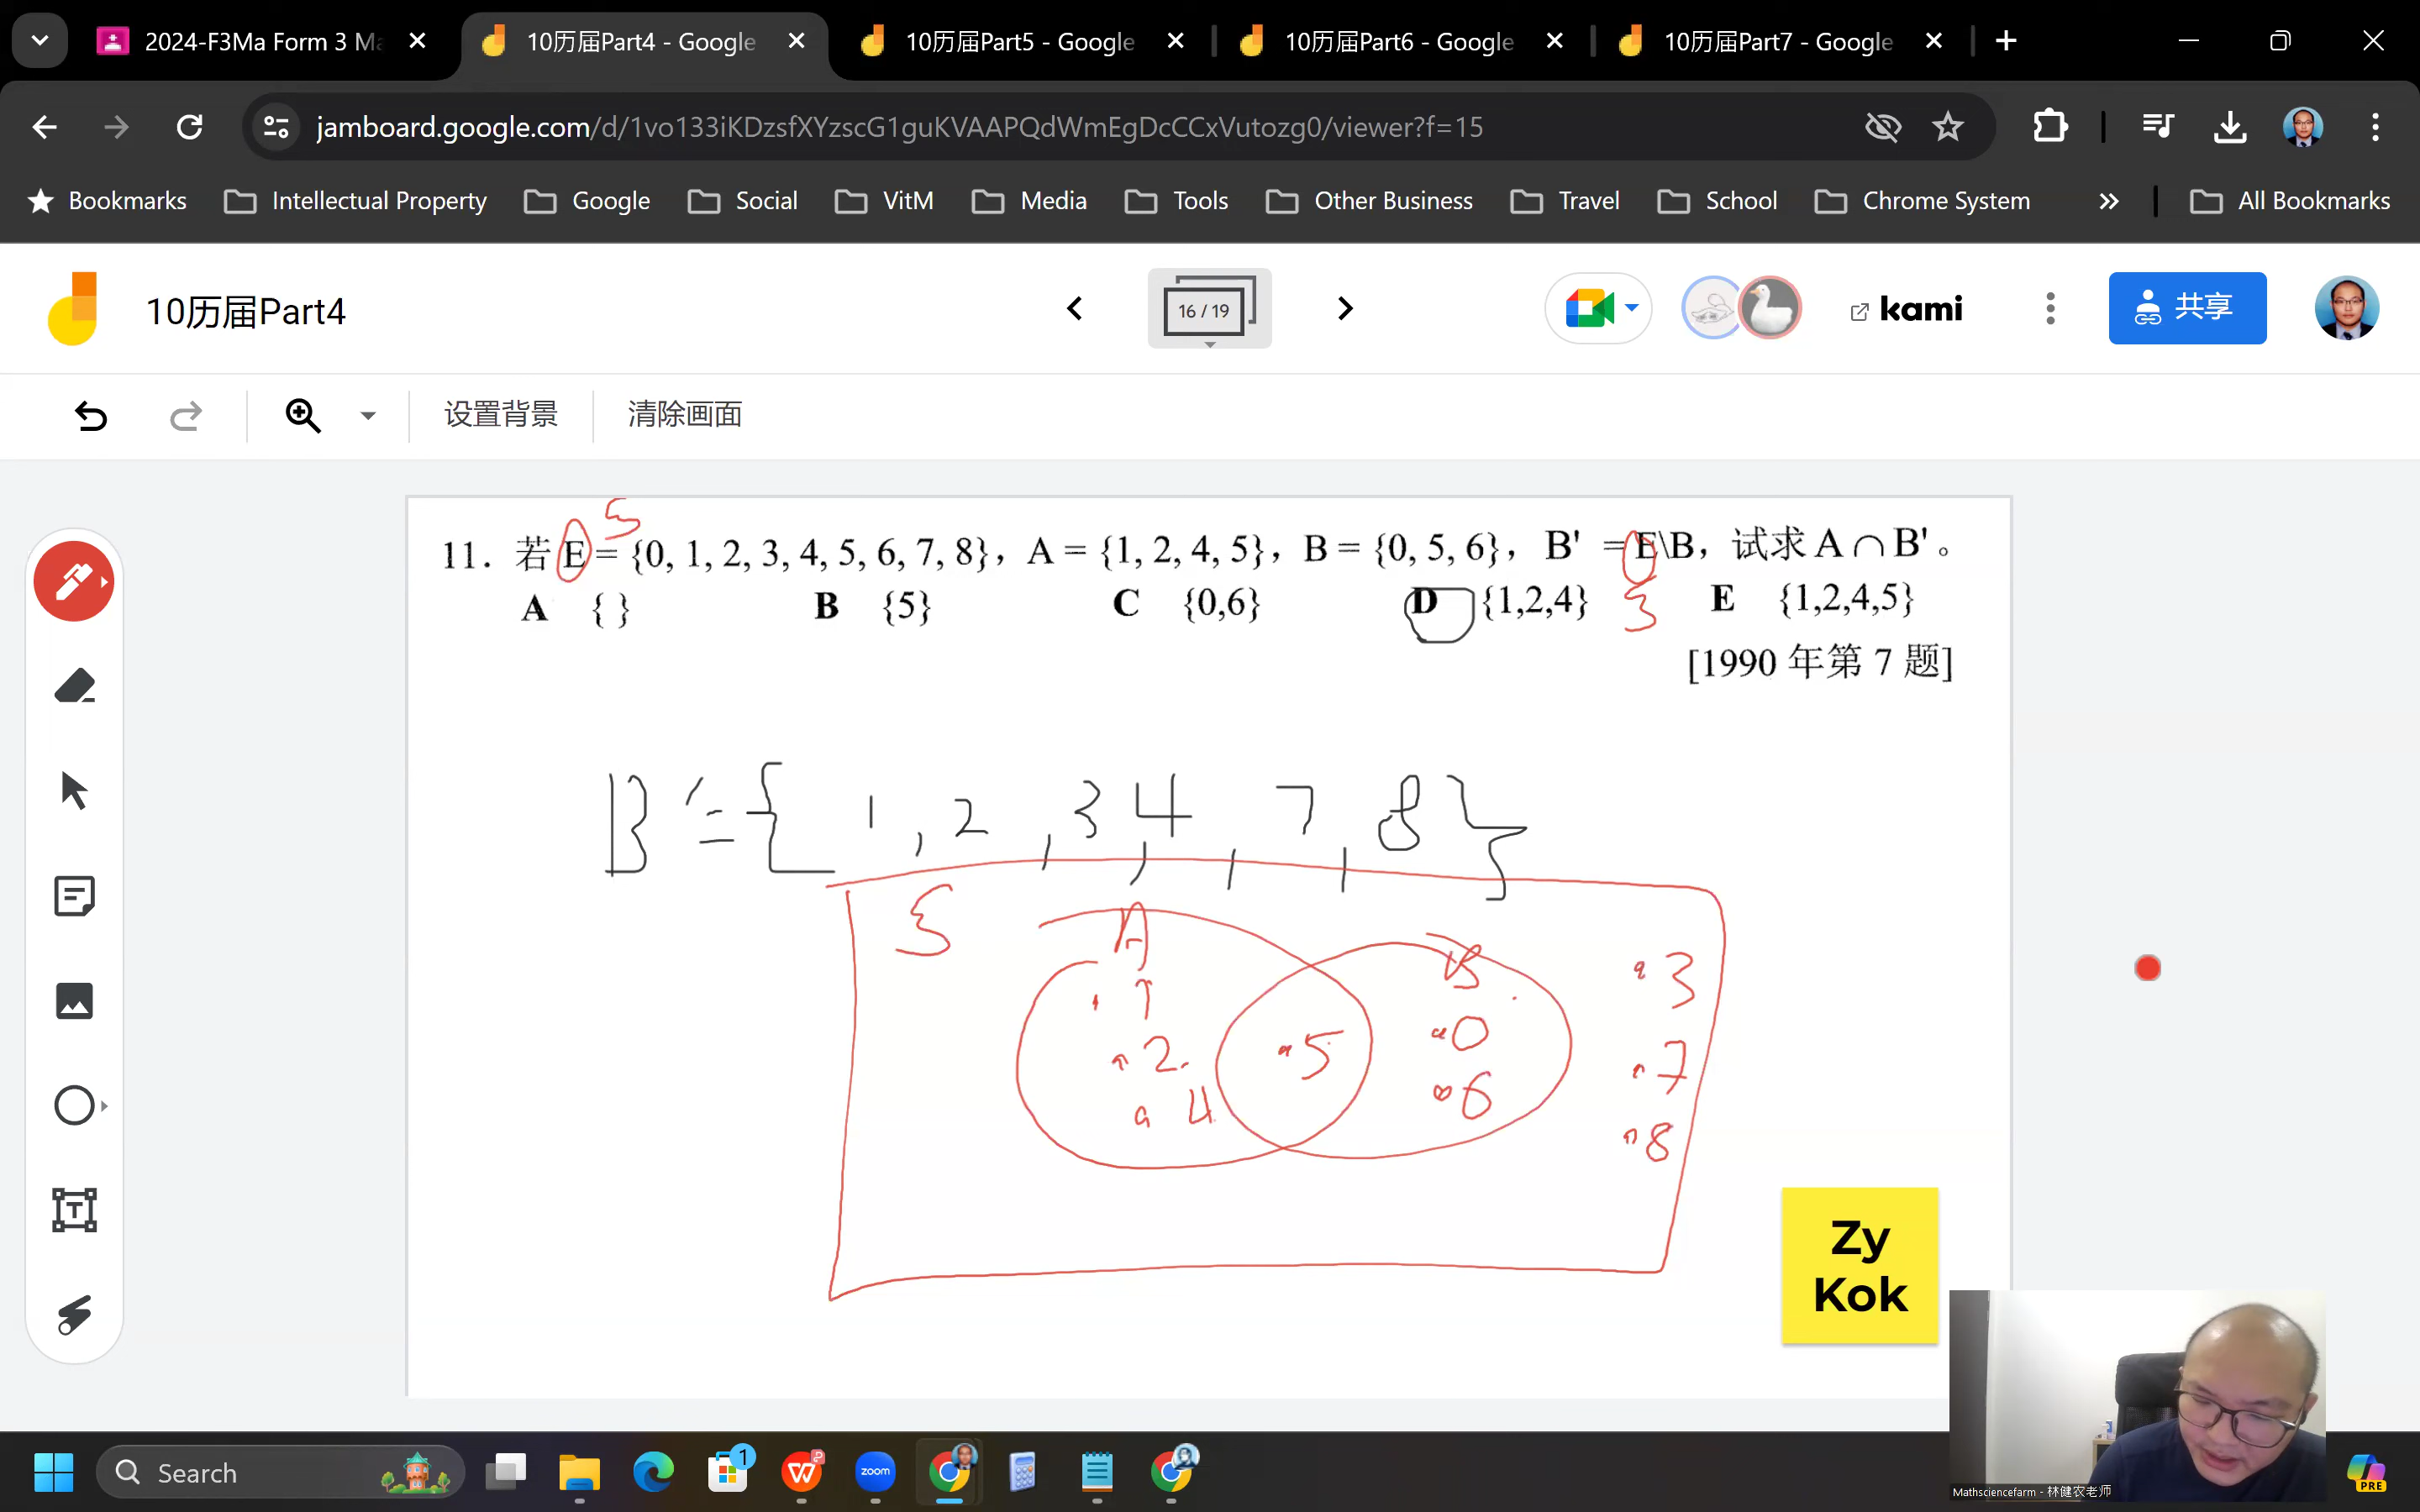 2024-F3Ma Form 3 Ma
10历届Part4 - Google
10历届Part5 - Google
10历届Part6 - Google
10历届Part7 - Google
jamboard.google.com/d/1vo133iKDzsfXYzscG1guKVAAPQdWmEgDcCCxVutozg0/viewer?f=15
Bookmarks Intellectual Property Google Social VitM Media Tools Other Business Travel School Chrome System » All Bookmarks
10历届Part4 16 / 19 kami 共享
设置背景 清除画面
11. 若 E = {0, 1, 2, 3, 4, 5, 6, 7, 8}, A = {1, 2, 4, 5}, B = {0, 5, 6}, B' = E\B, 试求 A ∩ B'。
A { } B {5} C {0,6} D {1,2,4} E {1,2,4,5}
[1990 年第 7 题]
B' = { 1, 2, 3, 4, 7, 8 }
A B
1
2
4
5
0
6
3
7
8
Zy
Kok
Mathsciencefarm - 林健农老师
Search
1
zoom
PRE